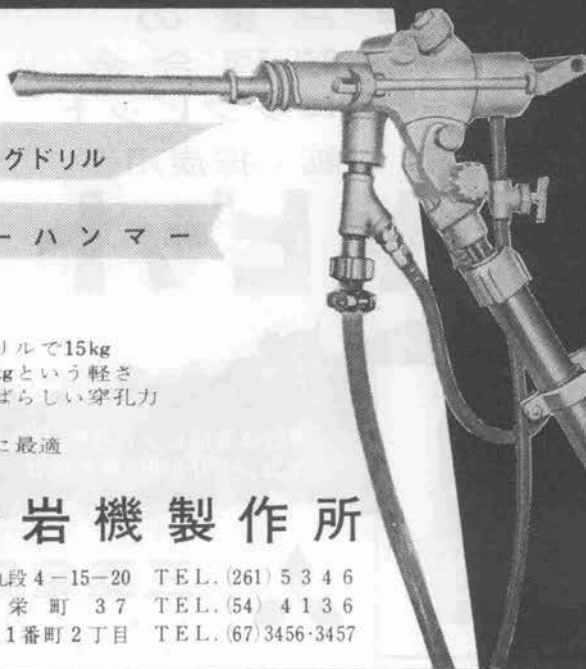 グドリル
ーハンマー
リルで15kg
kgという軽さ
ばらしい穿孔力
に最適
岩機製作所
段4-15-20 TEL.(261)5346
栄町 37 TEL.(54)4136
1番町2丁目 TEL.(67)3456・3457